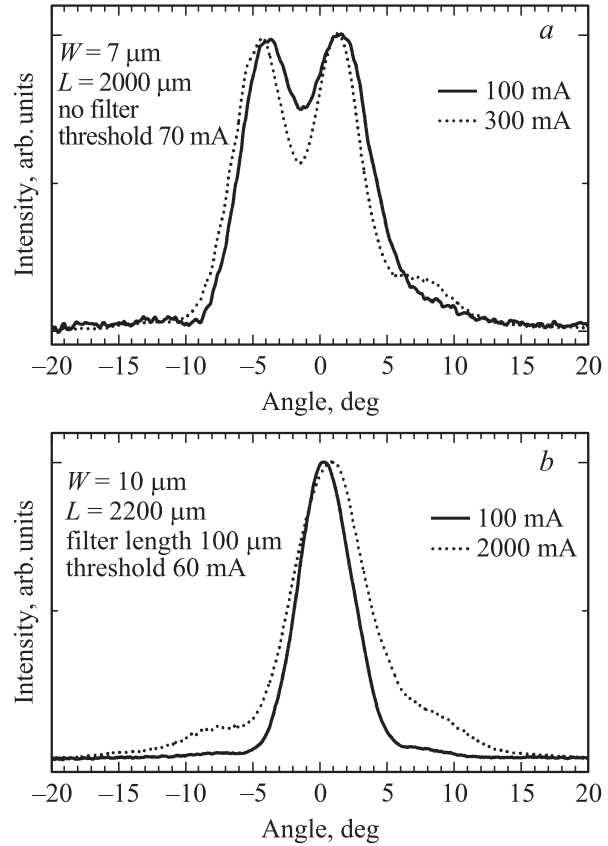 a
W = 7 μm
L = 2000 μm
no filter
threshold 70 mA
100 mA
300 mA
Intensity, arb. units
–20 –15 –10 –5 0 5 10 15 20
Angle, deg
b
W = 10 μm
L = 2200 μm
filter length 100 μm
threshold 60 mA
100 mA
2000 mA
Intensity, arb. units
–20 –15 –10 –5 0 5 10 15 20
Angle, deg